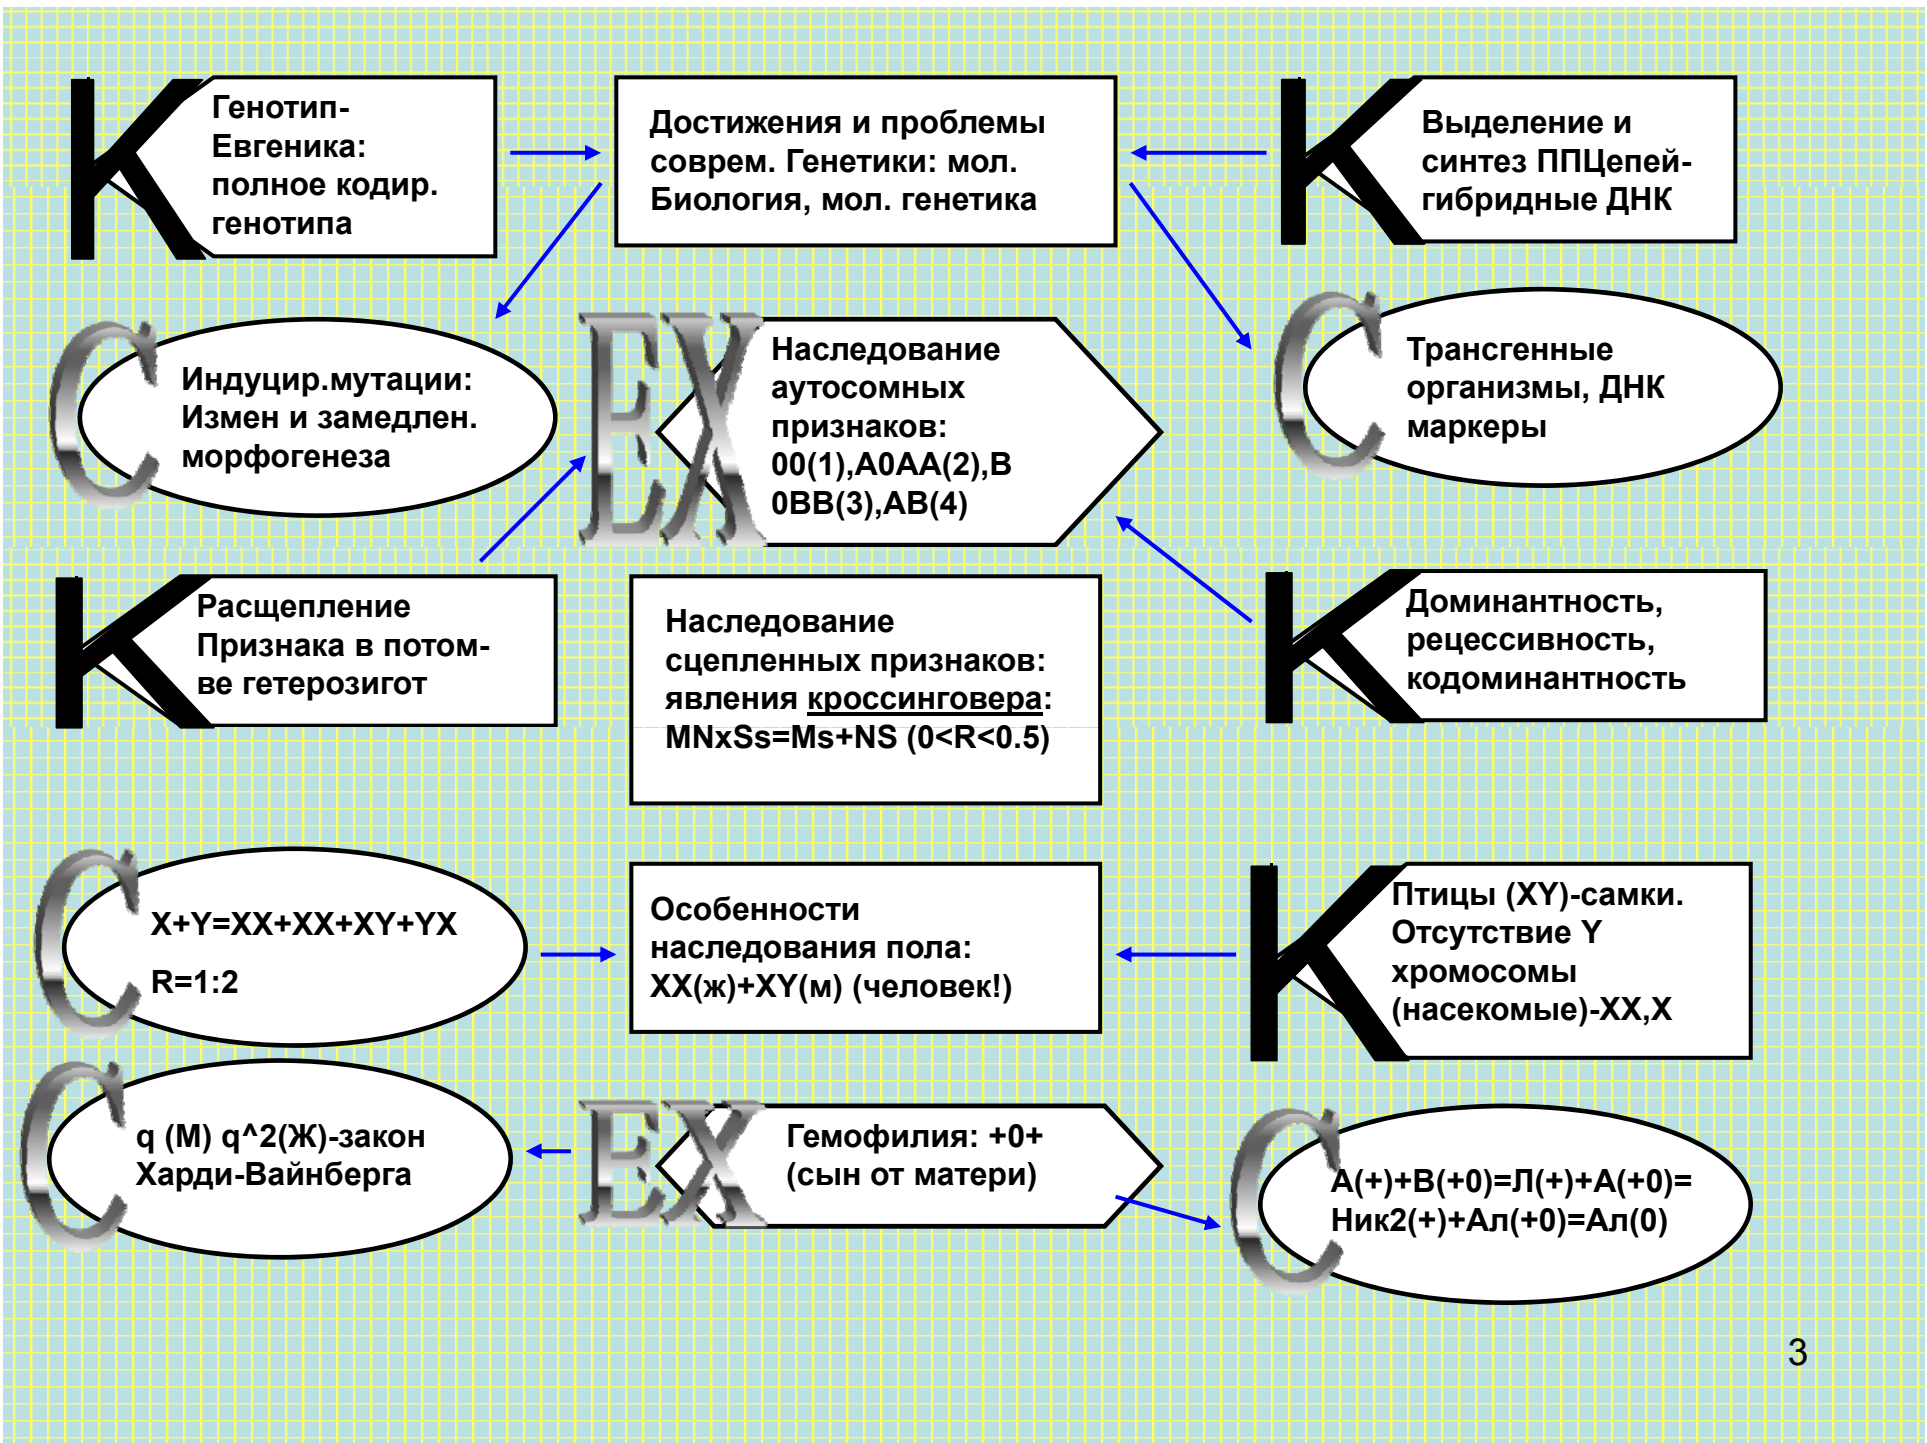 К
Генотип-
Евгеника:
полное кодир.
генотипа
Достижения и проблемы
соврем. Генетики: мол.
Биология, мол. генетика
К
Выделение и
синтез ППЦепей-
гибридные ДНК
С
Индуцир.мутации:
Измен и замедлен.
морфогенеза
EX
Наследование
аутосомных
признаков:
00(1),А0АА(2),В
0ВВ(3),АВ(4)
С
Трансгенные
организмы, ДНК
маркеры
К
Расщепление
Признака в потом-
ве гетерозигот
Наследование
сцепленных признаков:
явления кроссинговера:
MNxSs=Ms+NS (0<R<0.5)
К
Доминантность,
рецессивность,
кодоминантность
С
X+Y=XX+XX+XY+YX
R=1:2
Особенности
наследования пола:
XX(ж)+XY(м) (человек!)
К
Птицы (XY)-самки.
Отсутствие Y
хромосомы
(насекомые)-XX,X
С
q (М) q^2(Ж)-закон
Харди-Вайнберга
EX
Гемофилия: +0+
(сын от матери)
С
А(+)+В(+0)=Л(+)+А(+0)=
Ник2(+)+Ал(+0)=Ал(0)
3